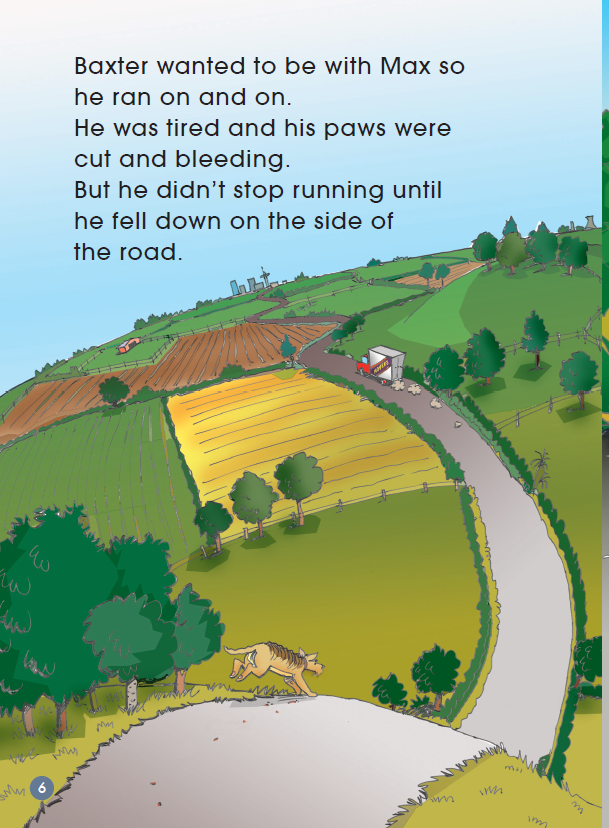 Baxter wanted to be with Max so
he ran on and on.
He was tired and his paws were
cut and bleeding.
But he didn’t stop running until
he fell down on the side of
the road.
6